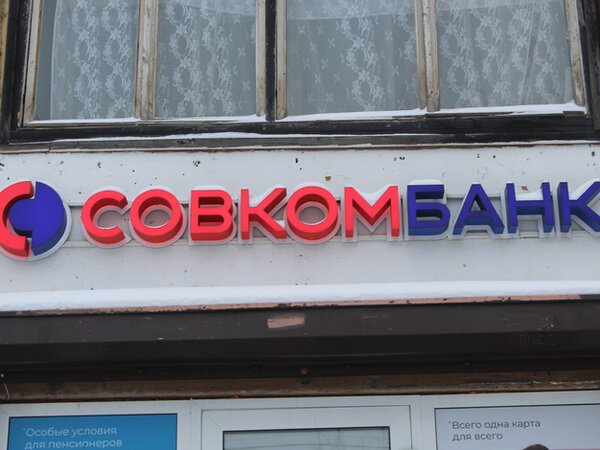 СОВКОМБАНК
*Особые условия
для пенсионеров
*Всего одна карта
для всего